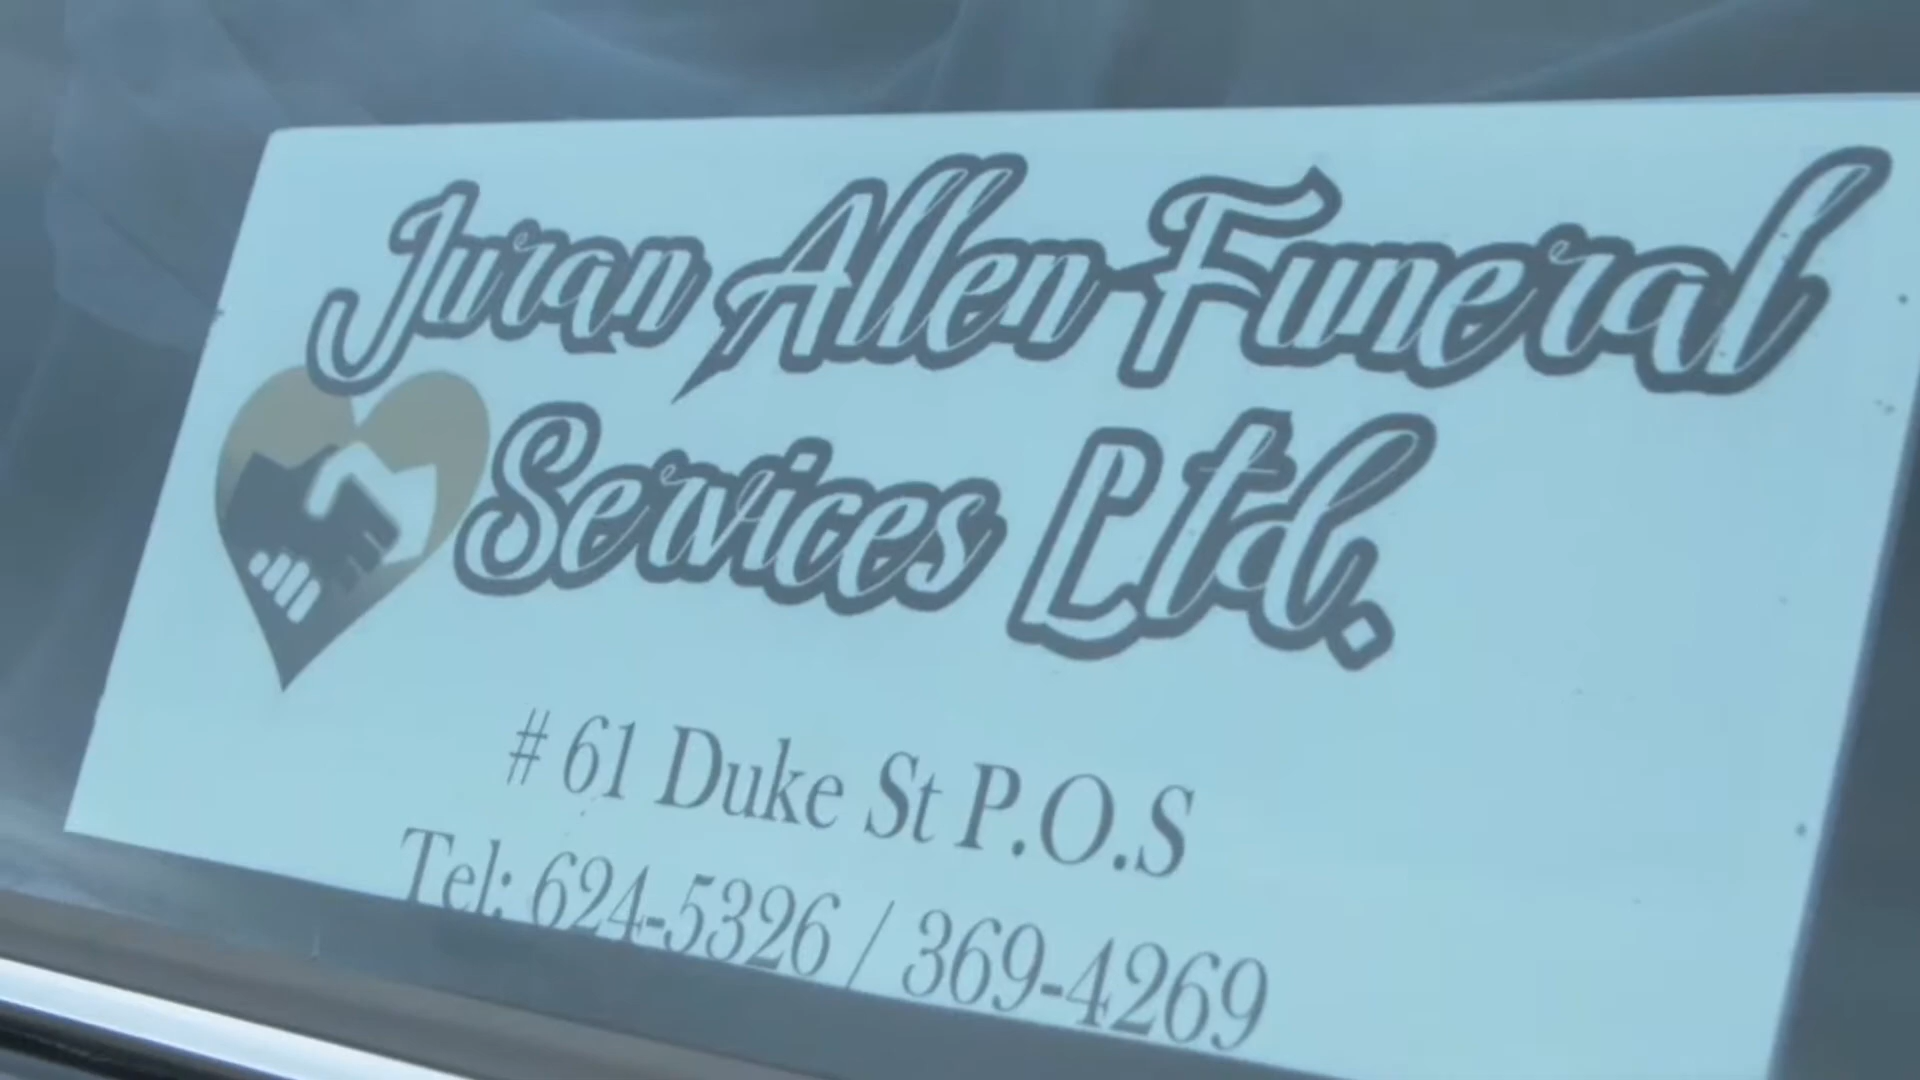 Juran Allen Funeral
Services Ltd.
# 61 Duke St P.O.S
Tel: 624-5326 / 369-4269